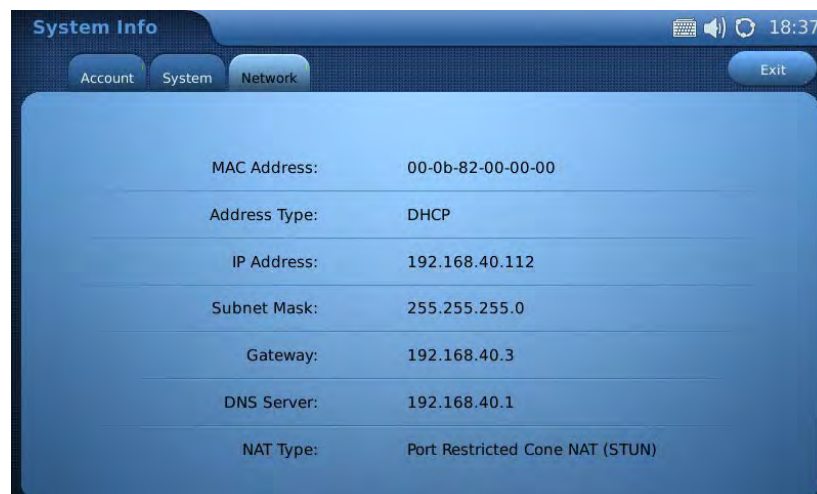 System Info 18:37
Account System Network Exit
MAC Address: 00-0b-82-00-00-00
Address Type: DHCP
IP Address: 192.168.40.112
Subnet Mask: 255.255.255.0
Gateway: 192.168.40.3
DNS Server: 192.168.40.1
NAT Type: Port Restricted Cone NAT (STUN)